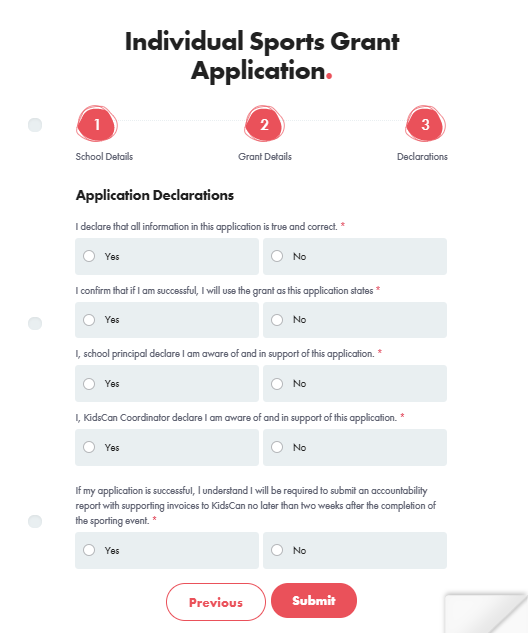 Individual Sports Grant
Application.
1 2 3
School Details Grant Details Declarations
Application Declarations
I declare that all information in this application is true and correct. *
Yes No
I confirm that if I am successful, I will use the grant as this application states *
Yes No
I, school principal declare I am aware of and in support of this application. *
Yes No
I, KidsCan Coordinator declare I am aware of and in support of this application. *
Yes No
If my application is successful, I understand I will be required to submit an accountability
report with supporting invoices to KidsCan no later than two weeks after the completion of
the sporting event. *
Yes No
Previous Submit